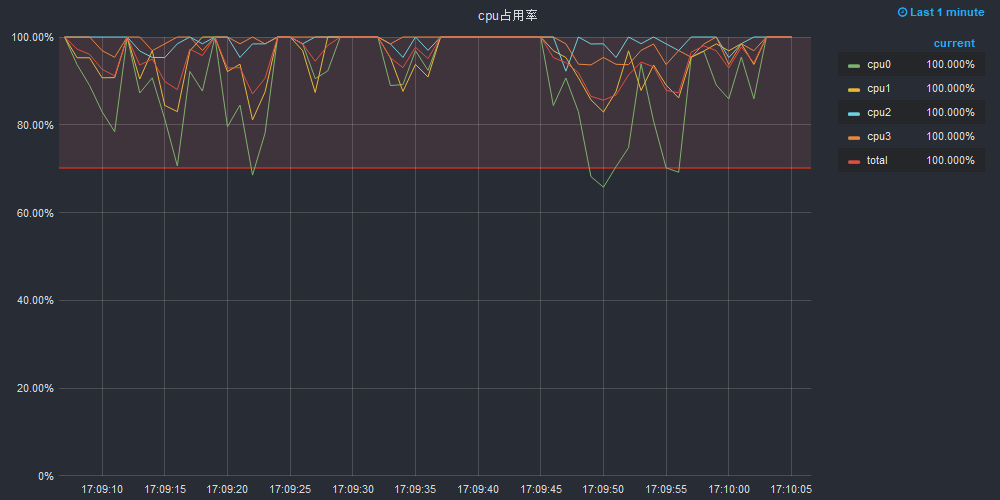 cpu占用率
Last 1 minute
current
cpu0 100.000%
cpu1 100.000%
cpu2 100.000%
cpu3 100.000%
total 100.000%
100.00%
80.00%
60.00%
40.00%
20.00%
0%
17:09:10 17:09:15 17:09:20 17:09:25 17:09:30 17:09:35 17:09:40 17:09:45 17:09:50 17:09:55 17:10:00 17:10:05